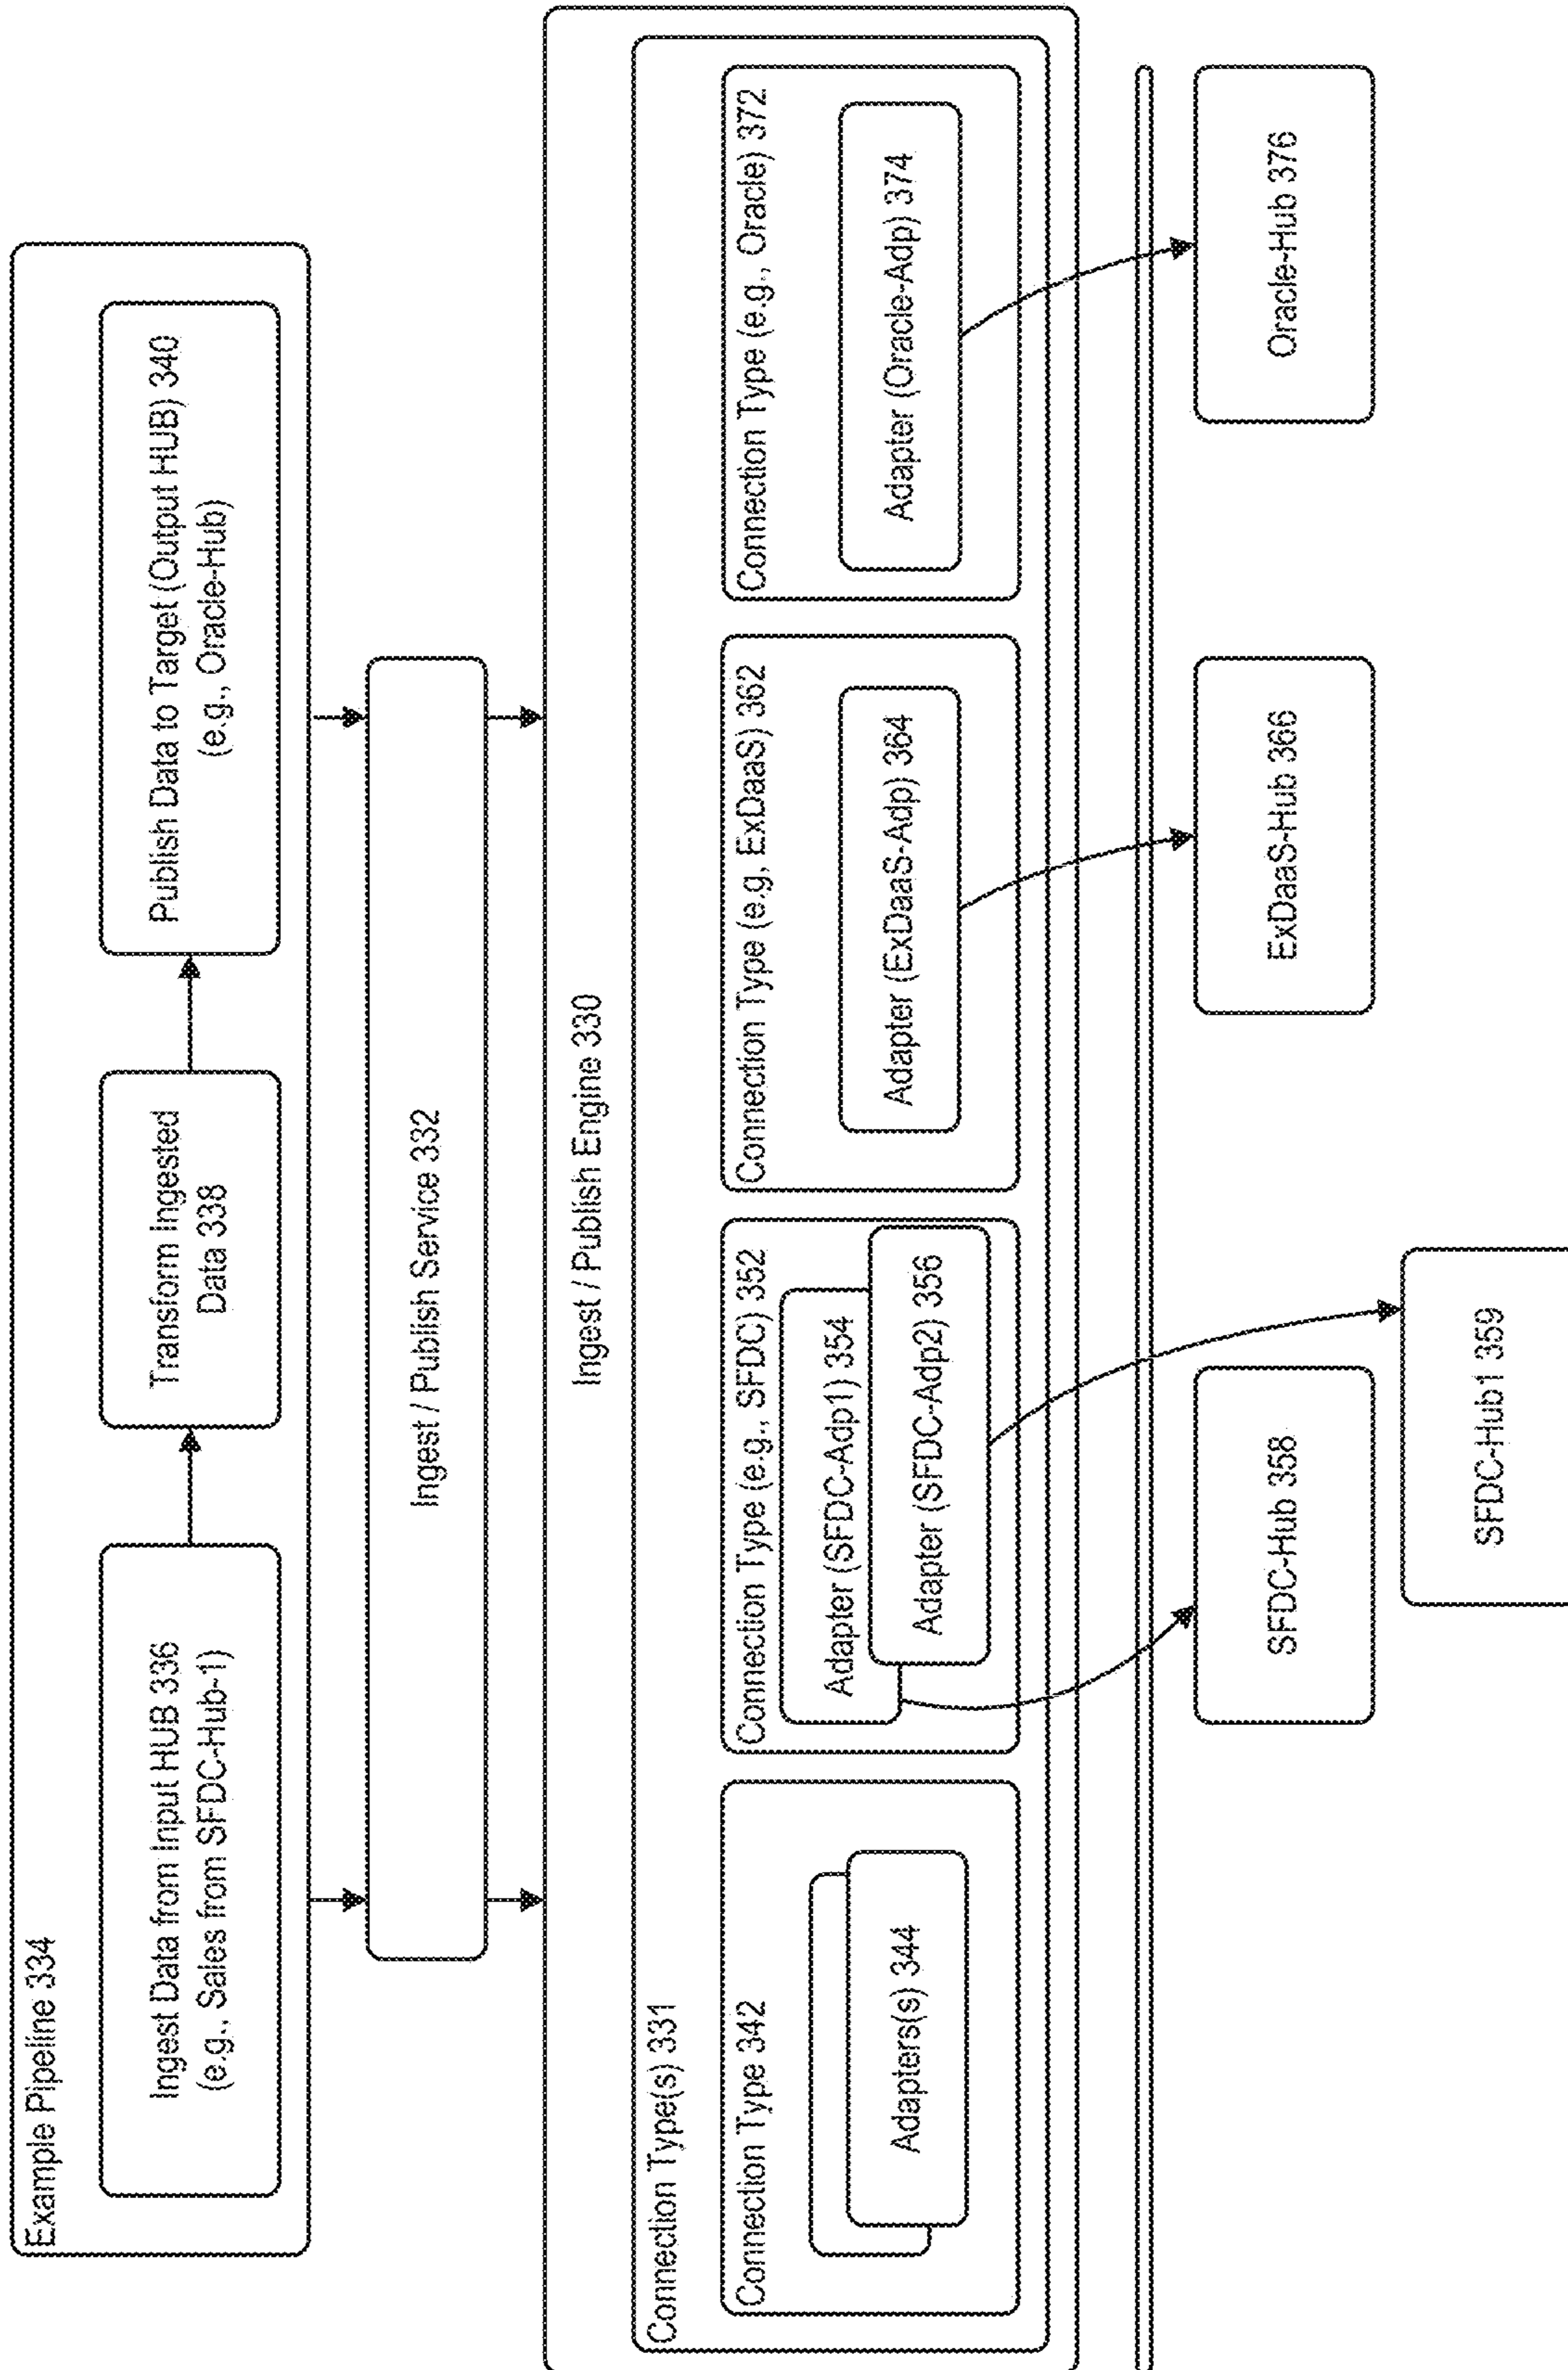 Example Pipeline 334
Ingest Data from Input HUB 336
(e.g., Sales from SFDC-Hub-1)
Transform Ingested
Data 338
Publish Data to Target (Output HUB) 340
(e.g., Oracle-Hub)
Ingest / Publish Service 332
Ingest / Publish Engine 330
Connection Type(s) 331
Connection Type 342
Adapters(s) 344
Connection Type (e.g., SFDC) 352
Adapter (SFDC-Adp1) 354
Adapter (SFDC-Adp2) 356
Connection Type (e.g, ExDaaS) 362
Adapter (ExDaaS-Adp) 364
Connection Type (e.g., Oracle) 372
Adapter (Oracle-Adp) 374
SFDC-Hub 358
SFDC-Hub1 359
ExDaaS-Hub 366
Oracle-Hub 376